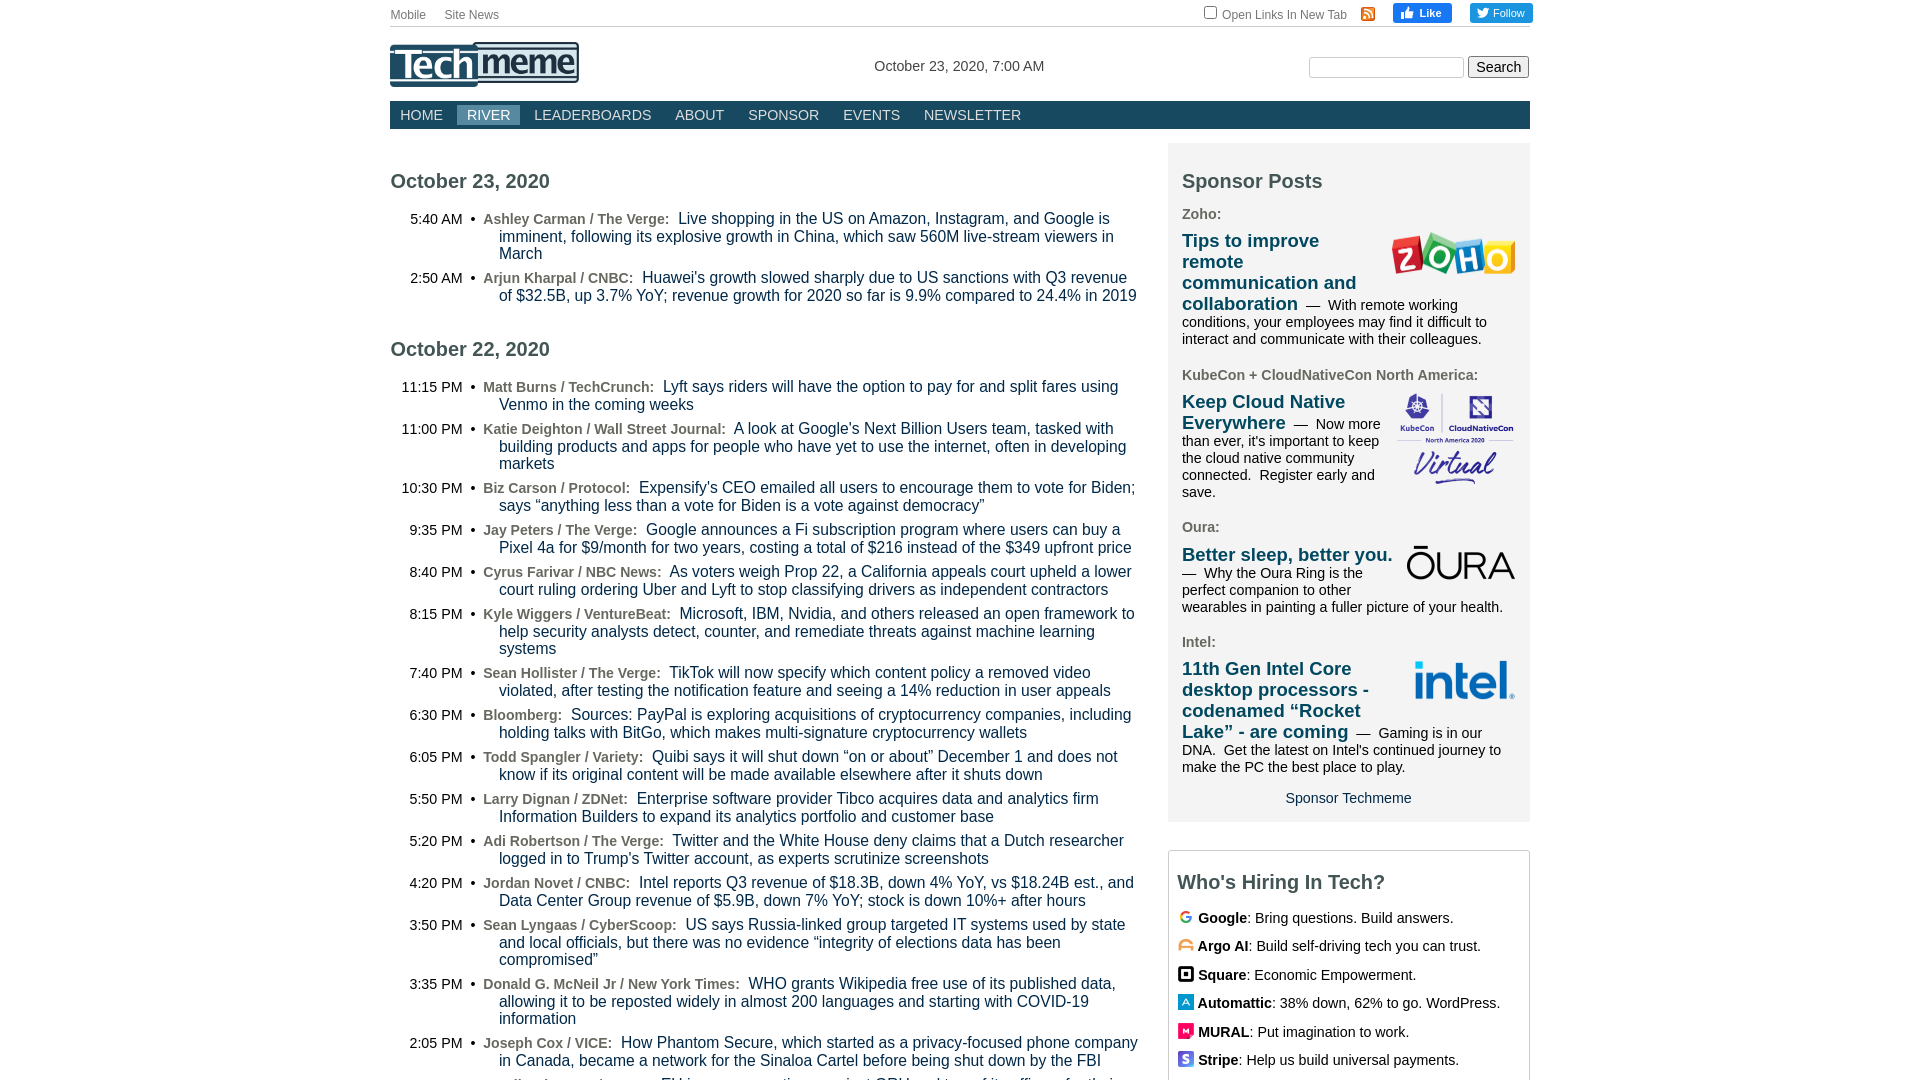 Mobile Site News
Open Links In New Tab Like Follow
Techmeme
October 23, 2020, 7:00 AM
Search
HOME RIVER LEADERBOARDS ABOUT SPONSOR EVENTS NEWSLETTER
October 23, 2020
5:40 AM • Ashley Carman / The Verge: Live shopping in the US on Amazon, Instagram, and Google is
imminent, following its explosive growth in China, which saw 560M live-stream viewers in
March
2:50 AM • Arjun Kharpal / CNBC: Huawei's growth slowed sharply due to US sanctions with Q3 revenue
of $32.5B, up 3.7% YoY; revenue growth for 2020 so far is 9.9% compared to 24.4% in 2019
October 22, 2020
11:15 PM • Matt Burns / TechCrunch: Lyft says riders will have the option to pay for and split fares using
Venmo in the coming weeks
11:00 PM • Katie Deighton / Wall Street Journal: A look at Google's Next Billion Users team, tasked with
building products and apps for people who have yet to use the internet, often in developing
markets
10:30 PM • Biz Carson / Protocol: Expensify's CEO emailed all users to encourage them to vote for Biden;
says “anything less than a vote for Biden is a vote against democracy”
9:35 PM • Jay Peters / The Verge: Google announces a Fi subscription program where users can buy a
Pixel 4a for $9/month for two years, costing a total of $216 instead of the $349 upfront price
8:40 PM • Cyrus Farivar / NBC News: As voters weigh Prop 22, a California appeals court upheld a lower
court ruling ordering Uber and Lyft to stop classifying drivers as independent contractors
8:15 PM • Kyle Wiggers / VentureBeat: Microsoft, IBM, Nvidia, and others released an open framework to
help security analysts detect, counter, and remediate threats against machine learning
systems
7:40 PM • Sean Hollister / The Verge: TikTok will now specify which content policy a removed video
violated, after testing the notification feature and seeing a 14% reduction in user appeals
6:30 PM • Bloomberg: Sources: PayPal is exploring acquisitions of cryptocurrency companies, including
holding talks with BitGo, which makes multi-signature cryptocurrency wallets
6:05 PM • Todd Spangler / Variety: Quibi says it will shut down “on or about” December 1 and does not
know if its original content will be made available elsewhere after it shuts down
5:50 PM • Larry Dignan / ZDNet: Enterprise software provider Tibco acquires data and analytics firm
Information Builders to expand its analytics portfolio and customer base
5:20 PM • Adi Robertson / The Verge: Twitter and the White House deny claims that a Dutch researcher
logged in to Trump's Twitter account, as experts scrutinize screenshots
4:20 PM • Jordan Novet / CNBC: Intel reports Q3 revenue of $18.3B, down 4% YoY, vs $18.24B est., and
Data Center Group revenue of $5.9B, down 7% YoY; stock is down 10%+ after hours
3:50 PM • Sean Lyngaas / CyberScoop: US says Russia-linked group targeted IT systems used by state
and local officials, but there was no evidence “integrity of elections data has been
compromised”
3:35 PM • Donald G. McNeil Jr / New York Times: WHO grants Wikipedia free use of its published data,
allowing it to be reposted widely in almost 200 languages and starting with COVID-19
information
2:05 PM • Joseph Cox / VICE: How Phantom Secure, which started as a privacy-focused phone company
in Canada, became a network for the Sinaloa Cartel before being shut down by the FBI
Sponsor Posts
Zoho:
ZOHO
Tips to improve
remote
communication and
collaboration — With remote working
conditions, your employees may find it difficult to
interact and communicate with their colleagues.
KubeCon + CloudNativeCon North America:
KubeCon CloudNativeCon
North America 2020
Virtual
Keep Cloud Native
Everywhere — Now more
than ever, it's important to keep
the cloud native community
connected. Register early and
save.
Oura:
ŌURA
Better sleep, better you.
— Why the Oura Ring is the
perfect companion to other
wearables in painting a fuller picture of your health.
Intel:
intel®
11th Gen Intel Core
desktop processors -
codenamed “Rocket
Lake” - are coming — Gaming is in our
DNA. Get the latest on Intel's continued journey to
make the PC the best place to play.
Sponsor Techmeme
Who's Hiring In Tech?
Google: Bring questions. Build answers.
Argo AI: Build self-driving tech you can trust.
Square: Economic Empowerment.
Automattic: 38% down, 62% to go. WordPress.
MURAL: Put imagination to work.
Stripe: Help us build universal payments.